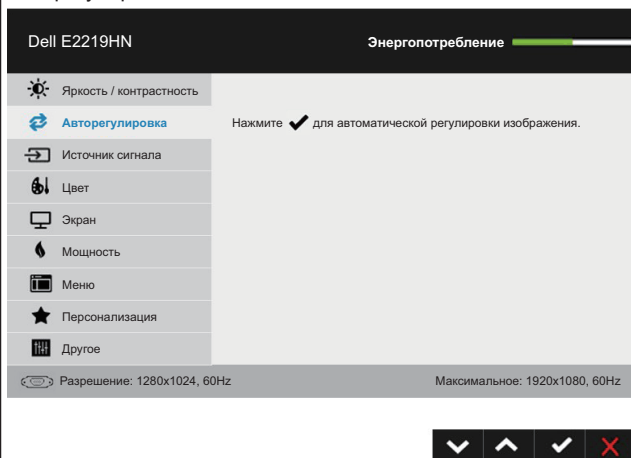 Dell E2219HN
Энергопотребление
Яркость / контрастность
Авторегулировка
Нажмите ✔ для автоматической регулировки изображения.
Источник сигнала
Цвет
Экран
Мощность
Меню
Персонализация
Другое
Разрешение: 1280x1024, 60Hz
Максимальное: 1920x1080, 60Hz